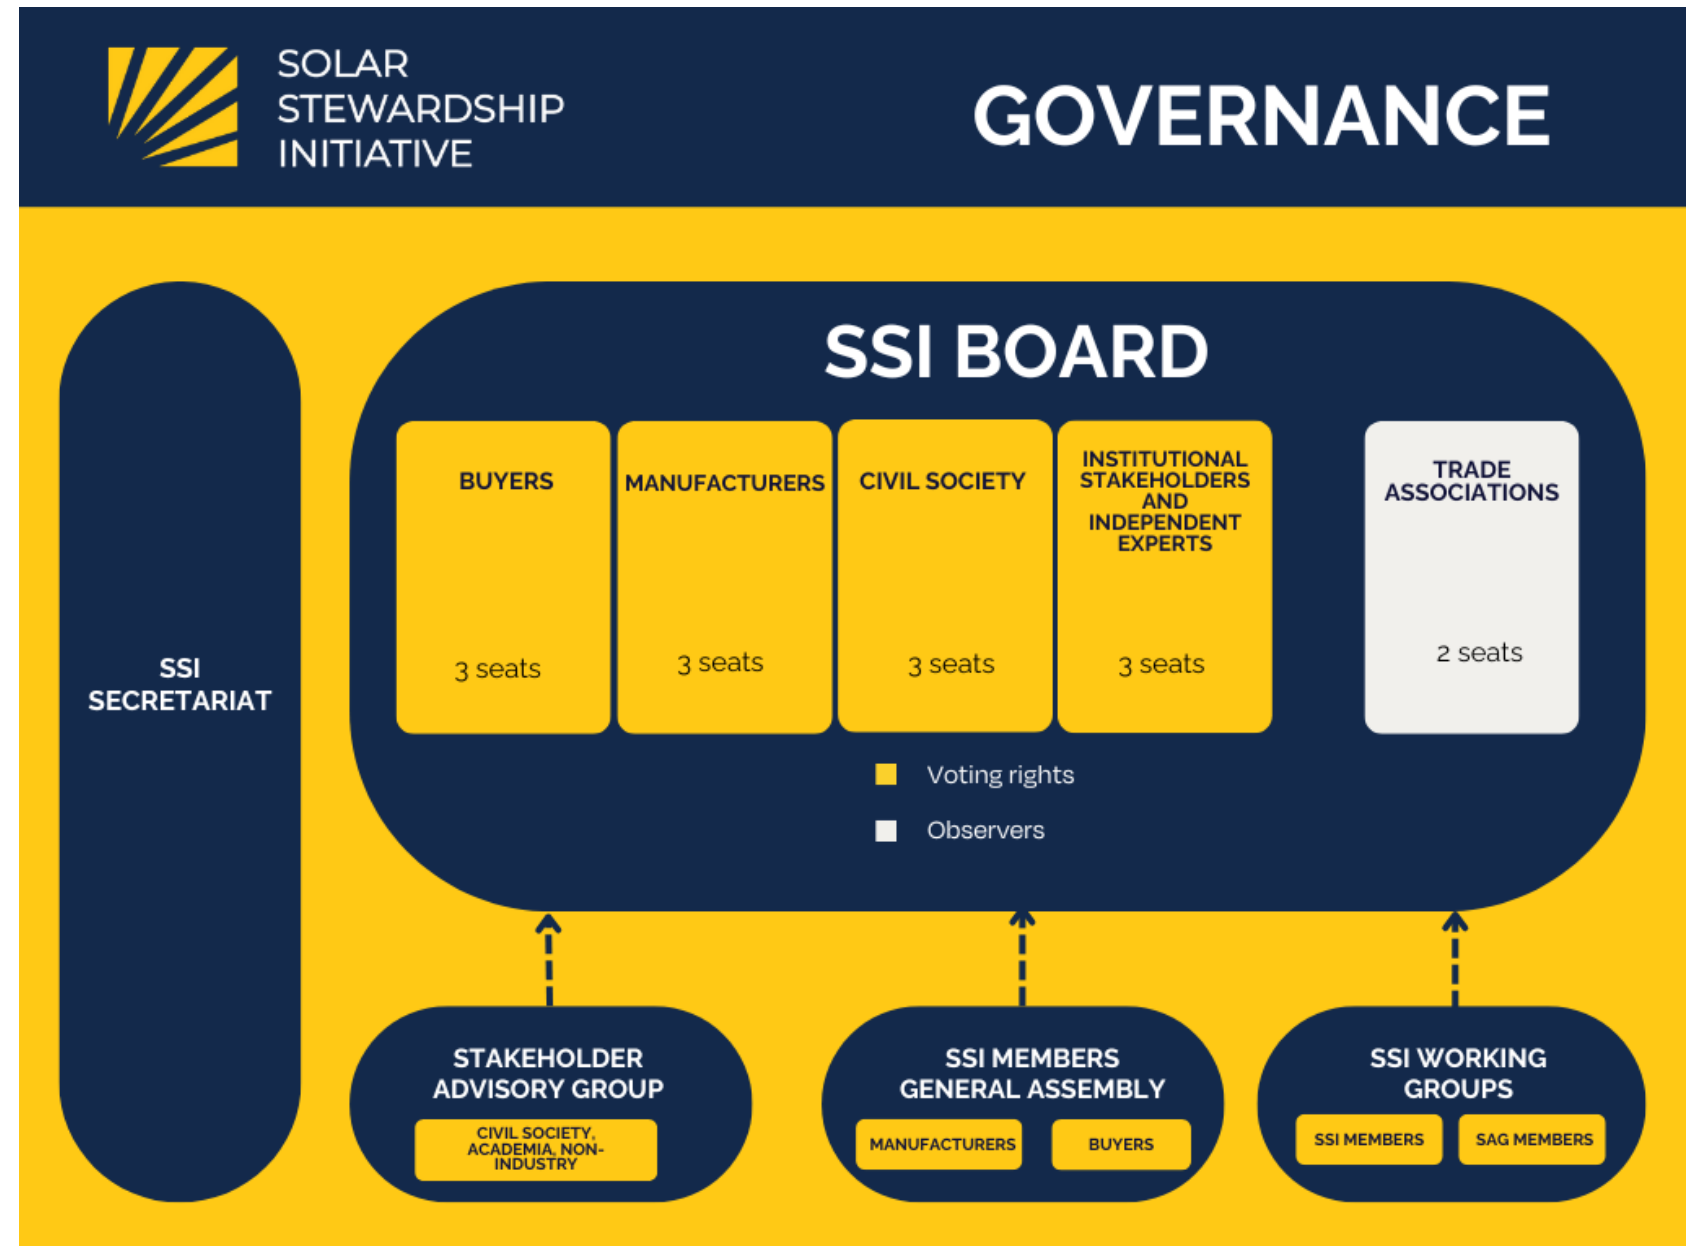 SOLAR
STEWARDSHIP
INITIATIVE
GOVERNANCE
SSI
SECRETARIAT
SSI BOARD
BUYERS
3 seats
MANUFACTURERS
3 seats
CIVIL SOCIETY
3 seats
INSTITUTIONAL
STAKEHOLDERS
AND
INDEPENDENT
EXPERTS
3 seats
TRADE
ASSOCIATIONS
2 seats
Voting rights
Observers
STAKEHOLDER
ADVISORY GROUP
CIVIL SOCIETY,
ACADEMIA, NON-
INDUSTRY
SSI MEMBERS
GENERAL ASSEMBLY
MANUFACTURERS
BUYERS
SSI WORKING
GROUPS
SSI MEMBERS
SAG MEMBERS